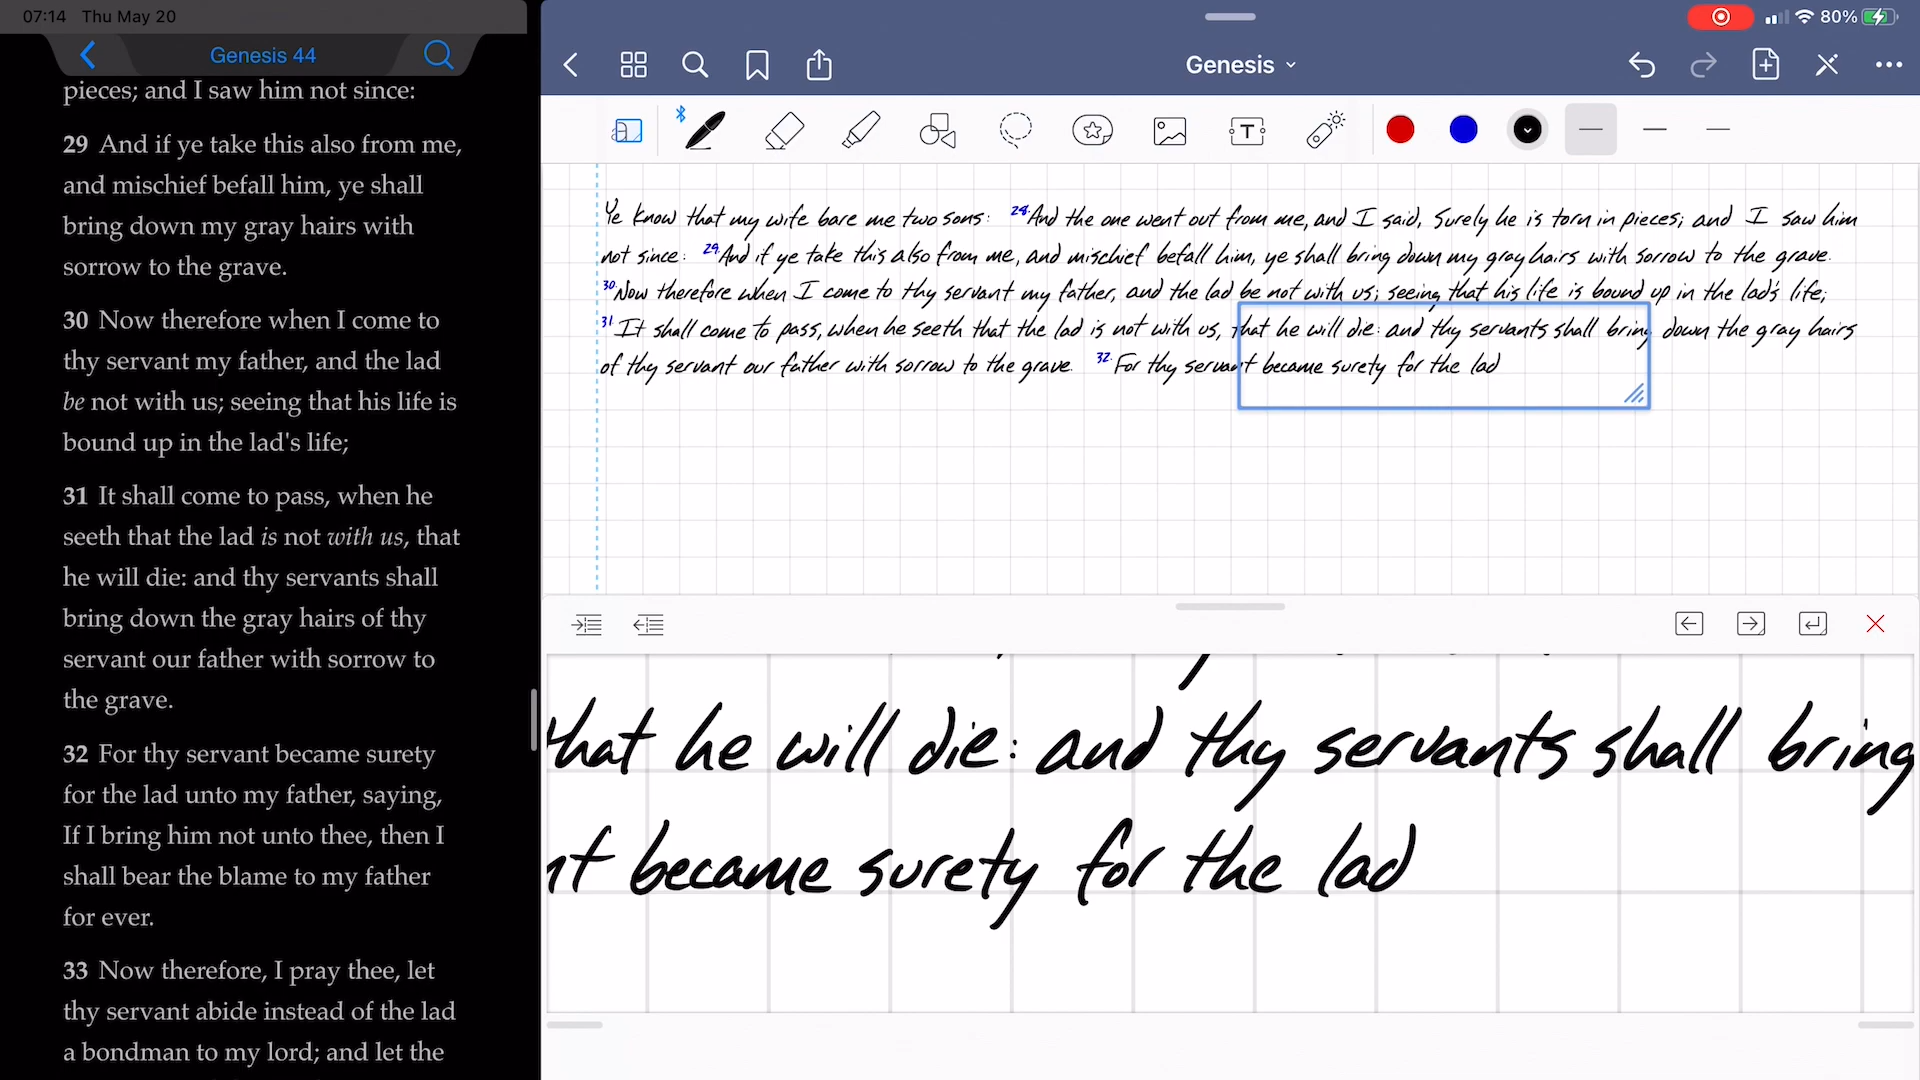 07:14 Thu May 20
Genesis 44
pieces; and I saw him not since:
29 And if ye take this also from me,
and mischief befall him, ye shall
bring down my gray hairs with
sorrow to the grave.
30 Now therefore when I come to
thy servant my father, and the lad
be not with us; seeing that his life is
bound up in the lad's life;
31 It shall come to pass, when he
seeth that the lad is not with us, that
he will die: and thy servants shall
bring down the gray hairs of thy
servant our father with sorrow to
the grave.
32 For thy servant became surety
for the lad unto my father, saying,
If I bring him not unto thee, then I
shall bear the blame to my father
for ever.
33 Now therefore, I pray thee, let
thy servant abide instead of the lad
a bondman to my lord; and let the
80%
Genesis
T
Ye know that my wife bare me two sons: 28. And the one went out from me, and I said, Surely he is torn in pieces; and I saw him
not since: 29. And if ye take this also from me, and mischief befall him, ye shall bring down my gray hairs with sorrow to the grave.
30. Now therefore when I come to thy servant my father, and the lad be not with us; seeing that his life is bound up in the lad's life;
31. It shall come to pass, when he seeth that the lad is not with us, that he will die: and thy servants shall bring down the gray hairs
of thy servant our father with sorrow to the grave. 32. For thy servant became surety for the lad
that he will die: and thy servants shall bring
nt became surety for the lad